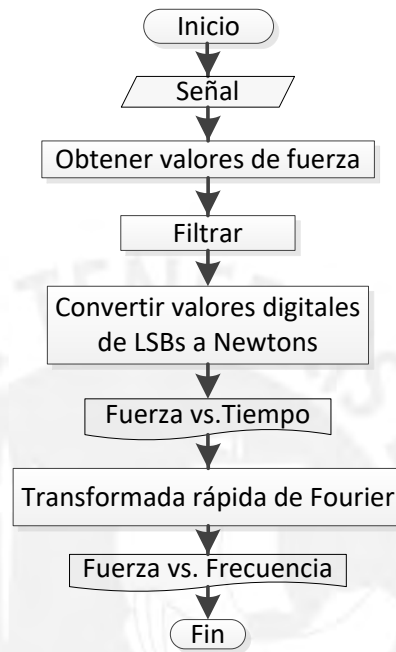 Inicio
Señal
Obtener valores de fuerza
Filtrar
Convertir valores digitales
de LSBs a Newtons
Fuerza vs.Tiempo
Transformada rápida de Fourier
Fuerza vs. Frecuencia
Fin